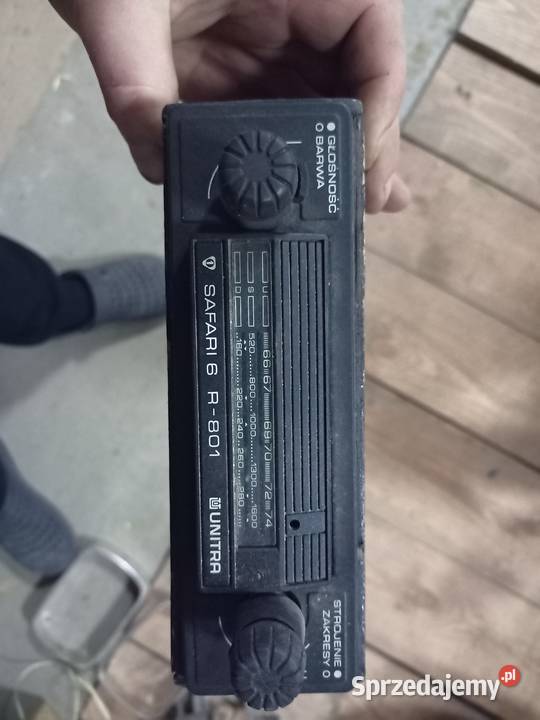 ● GŁOŚNOŚĆ
O BARWA
U 66 67 69 70 72 74
S 520 800 1000 1300 1600
D 160 220 240 260 280
SAFARI 6 R-801 UNITRA
STROJENIE ●
ZAKRESY O
Sprzedajemy.pl